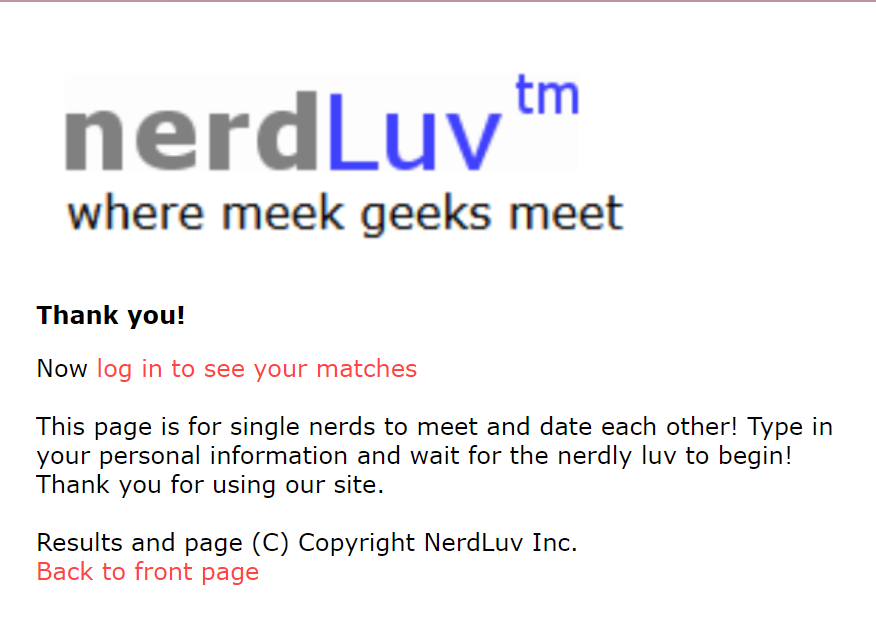 nerdLuv™
where meek geeks meet
Thank you!
Now log in to see your matches
This page is for single nerds to meet and date each other! Type in
your personal information and wait for the nerdly luv to begin!
Thank you for using our site.
Results and page (C) Copyright NerdLuv Inc.
Back to front page